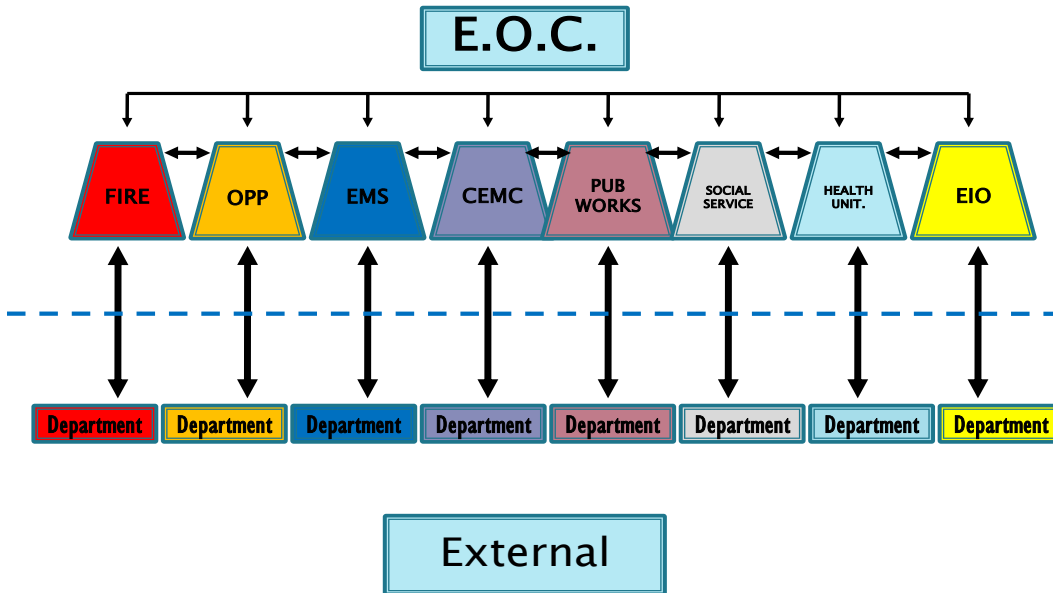 E.O.C.
FIRE
OPP
EMS
CEMC
PUB
WORKS
SOCIAL
SERVICE
HEALTH
UNIT.
EIO
Department
Department
Department
Department
Department
Department
Department
Department
External